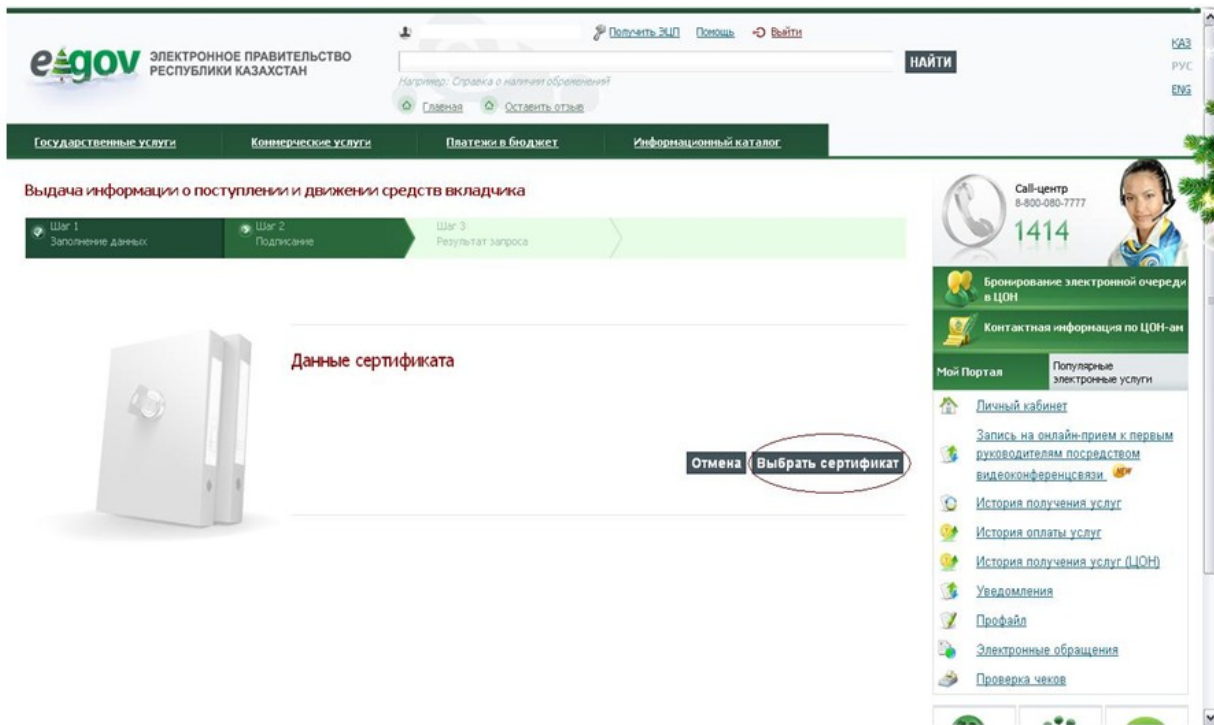 Получить ЭЦП Помощь Выйти
e gov ЭЛЕКТРОННОЕ ПРАВИТЕЛЬСТВО
РЕСПУБЛИКИ КАЗАХСТАН
НАЙТИ
Например: Справка о наличии обременений
Главная Оставить отзыв
ҚАЗ
РУС
ENG
Государственные услуги Коммерческие услуги Платежи в бюджет Информационный каталог
Выдача информации о поступлении и движении средств вкладчика
Шаг 1
Заполнение данных
Шаг 2
Подписание
Шаг 3
Результат запроса
Данные сертификата
Отмена Выбрать сертификат
Call-центр
8-800-080-7777
1414
Бронирование электронной очереди
в ЦОН
Контактная информация по ЦОН-ам
Мой Портал
Популярные
электронные услуги
Личный кабинет
Запись на онлайн-прием к первым
руководителям посредством
видеоконференцсвязи NEW
История получения услуг
История оплаты услуг
История получения услуг (ЦОН)
Уведомления
Профайл
Электронные обращения
Проверка чеков